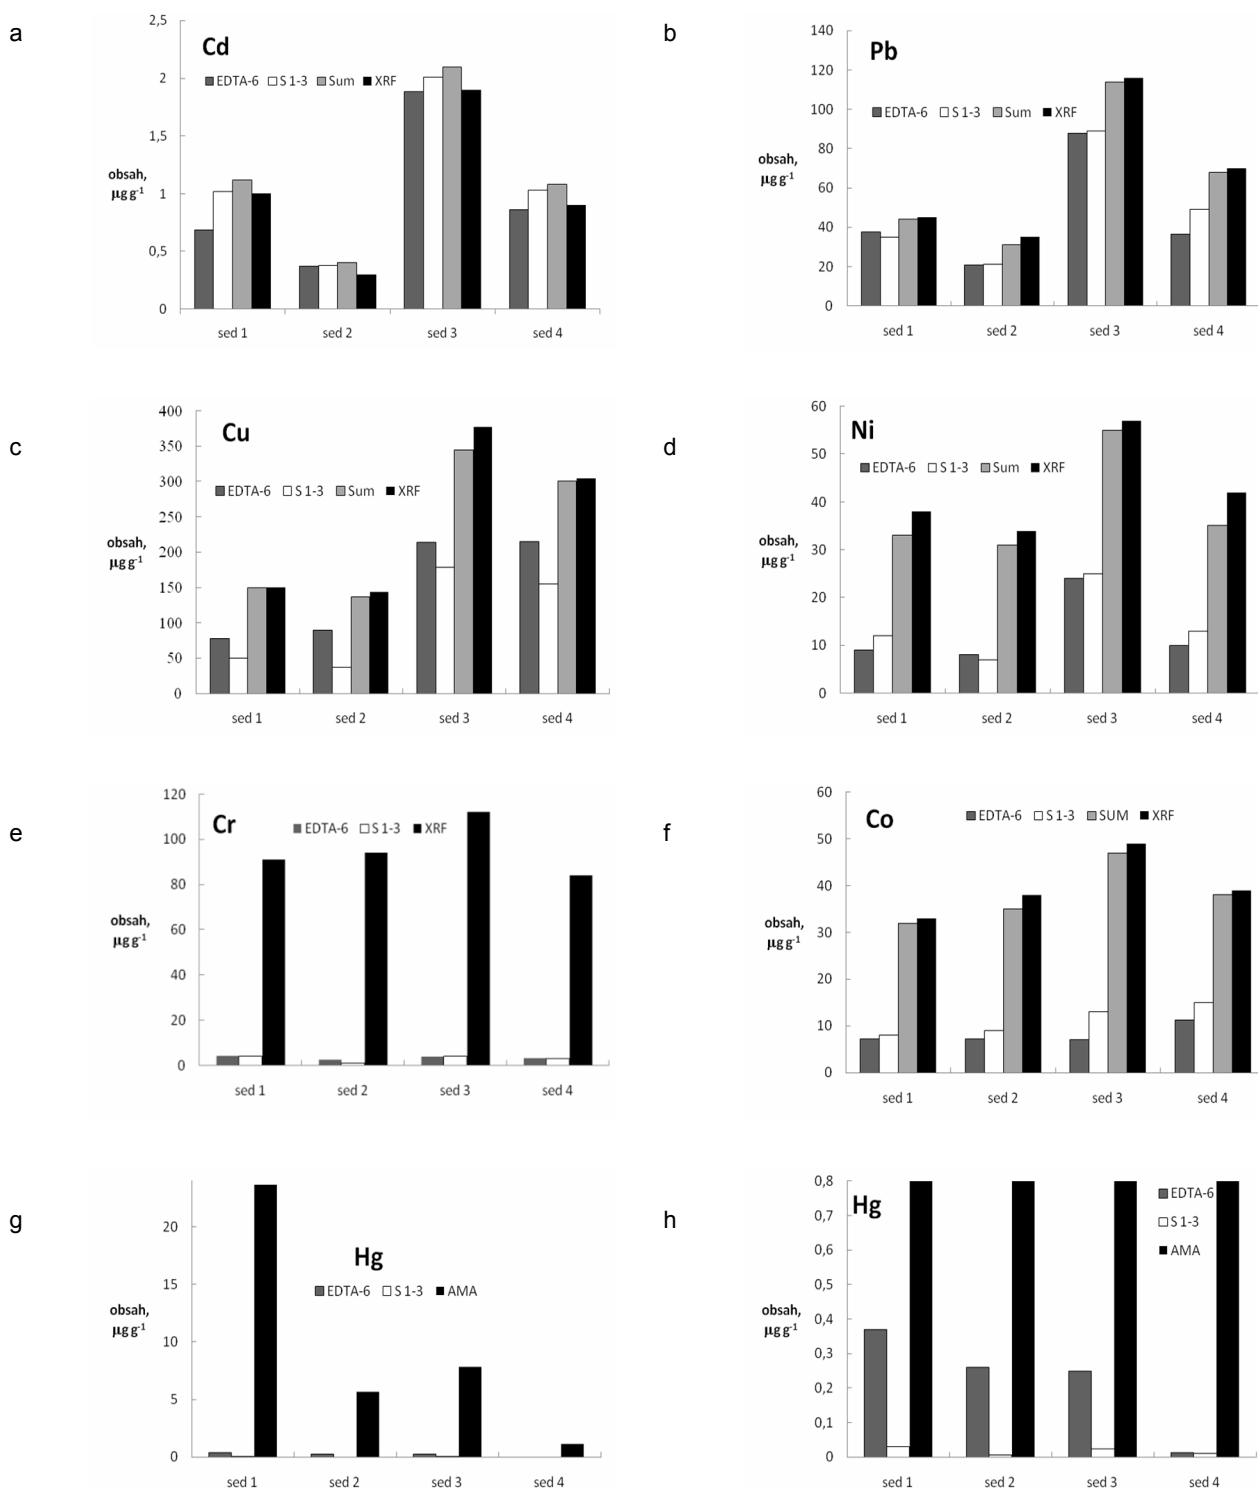 a
Cd
EDTA-6 S 1-3 Sum XRF
2,5
2
1,5
1
0,5
0
obsah,
µg g-1
sed 1 sed 2 sed 3 sed 4
b
Pb
EDTA-6 S 1-3 Sum XRF
140
120
100
80
60
40
20
0
obsah,
µg g-1
sed 1 sed 2 sed 3 sed 4
c
Cu
EDTA-6 S 1-3 Sum XRF
400
350
300
250
200
150
100
50
0
obsah,
µg g-1
sed 1 sed 2 sed 3 sed 4
d
Ni
EDTA-6 S 1-3 Sum XRF
60
50
40
30
20
10
0
obsah,
µg g-1
sed 1 sed 2 sed 3 sed 4
e
Cr
EDTA-6 S 1-3 XRF
120
100
80
60
40
20
0
obsah,
µg g-1
sed 1 sed 2 sed 3 sed 4
f
Co
EDTA-6 S 1-3 SUM XRF
60
50
40
30
20
10
0
obsah,
µg g-1
sed 1 sed 2 sed 3 sed 4
g
Hg
EDTA-6 S 1-3 AMA
20
15
10
5
0
obsah,
µg g-1
sed 1 sed 2 sed 3 sed 4
h
Hg
EDTA-6
S 1-3
AMA
0,8
0,7
0,6
0,5
0,4
0,3
0,2
0,1
0
obsah,
µg g-1
sed 1 sed 2 sed 3 sed 4